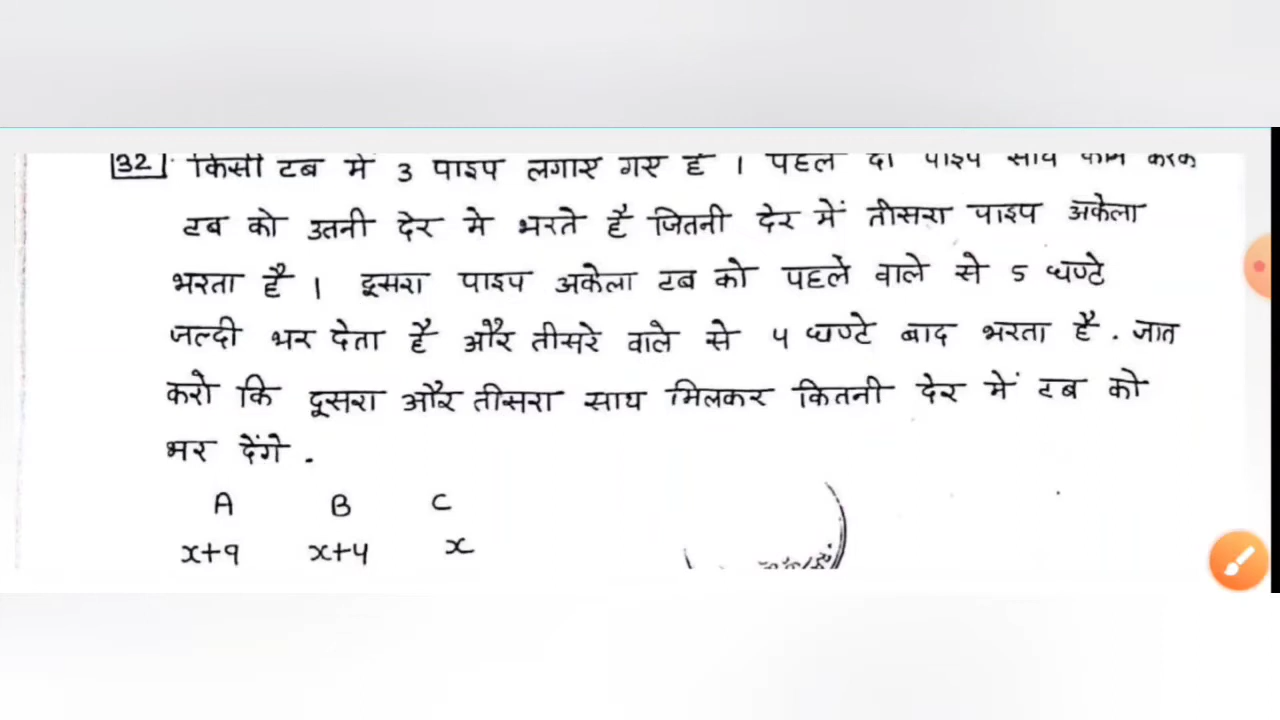 32. किसी टब में 3 पाइप लगाए गए है । पहले दो पाइप साथ काम करके
टब को उतनी देर मे भरते है जितनी देर में तीसरा पाइप अकेला
भरता है । दूसरा पाइप अकेला टब को पहले वाले से 5 घण्टे
जल्दी भर देता है और तीसरे वाले से 4 घण्टे बाद भरता है . ज्ञात
करो कि दूसरा और तीसरा साथ मिलकर कितनी देर में टब को
भर देंगे .
A B C
x+9 x+4 x